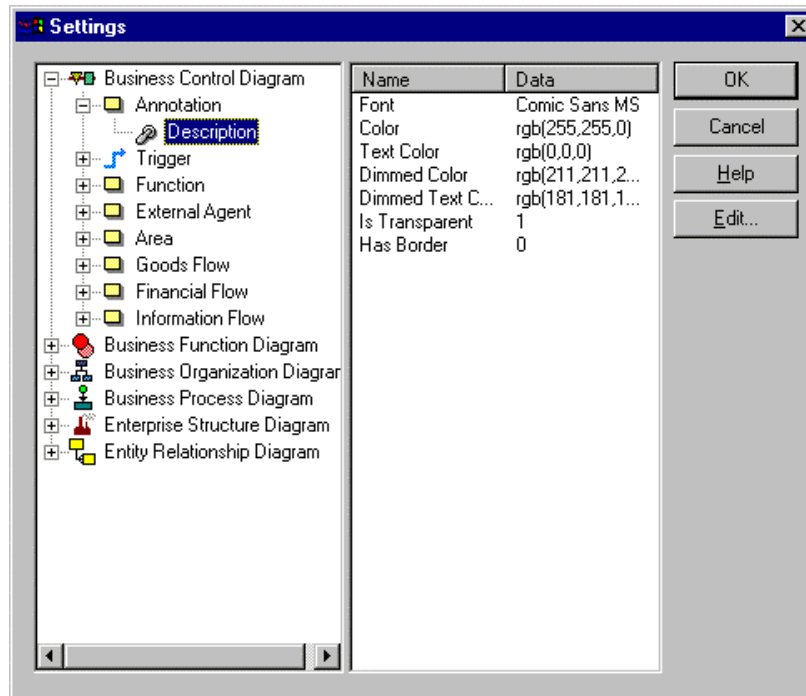 Settings
Business Control Diagram
Annotation
Description
Trigger
Function
External Agent
Area
Goods Flow
Financial Flow
Information Flow
Business Function Diagram
Business Organization Diagrar
Business Process Diagram
Enterprise Structure Diagram
Entity Relationship Diagram
Name Data
Font Comic Sans MS
Color rgb(255,255,0)
Text Color rgb(0,0,0)
Dimmed Color rgb(211,211,2...
Dimmed Text C... rgb(181,181,1...
Is Transparent 1
Has Border 0
OK
Cancel
Help
Edit...